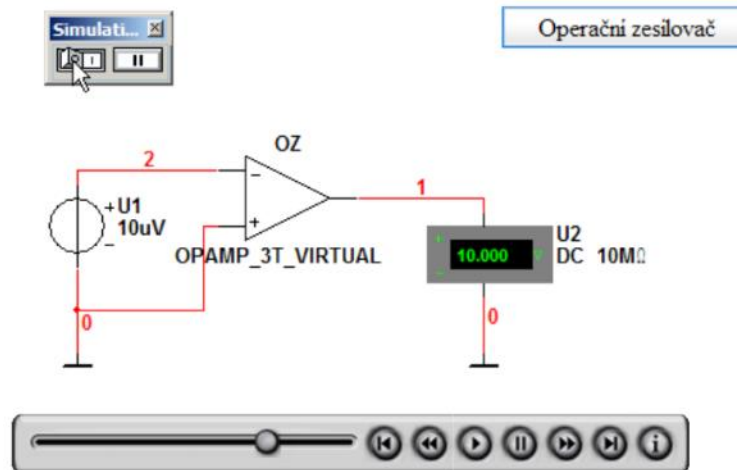 Simulati...
Operační zesilovač
OZ
2
1
+U1
10uV
−
−
+
OPAMP_3T_VIRTUAL
U2
+
10.000 V
DC 10MΩ
−
0
0